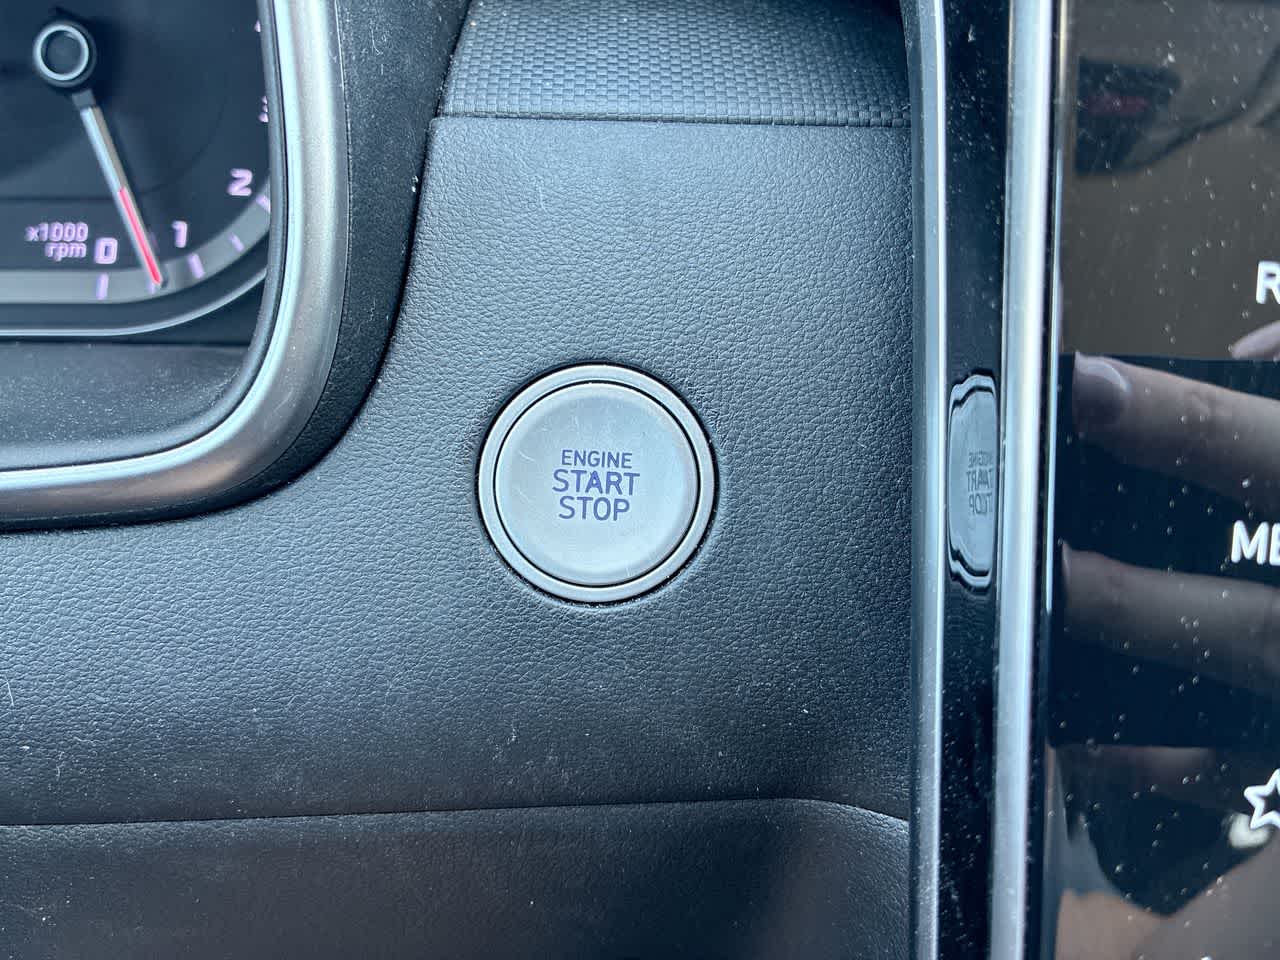 2
1
x1000
rpm
0
ENGINE
START
STOP